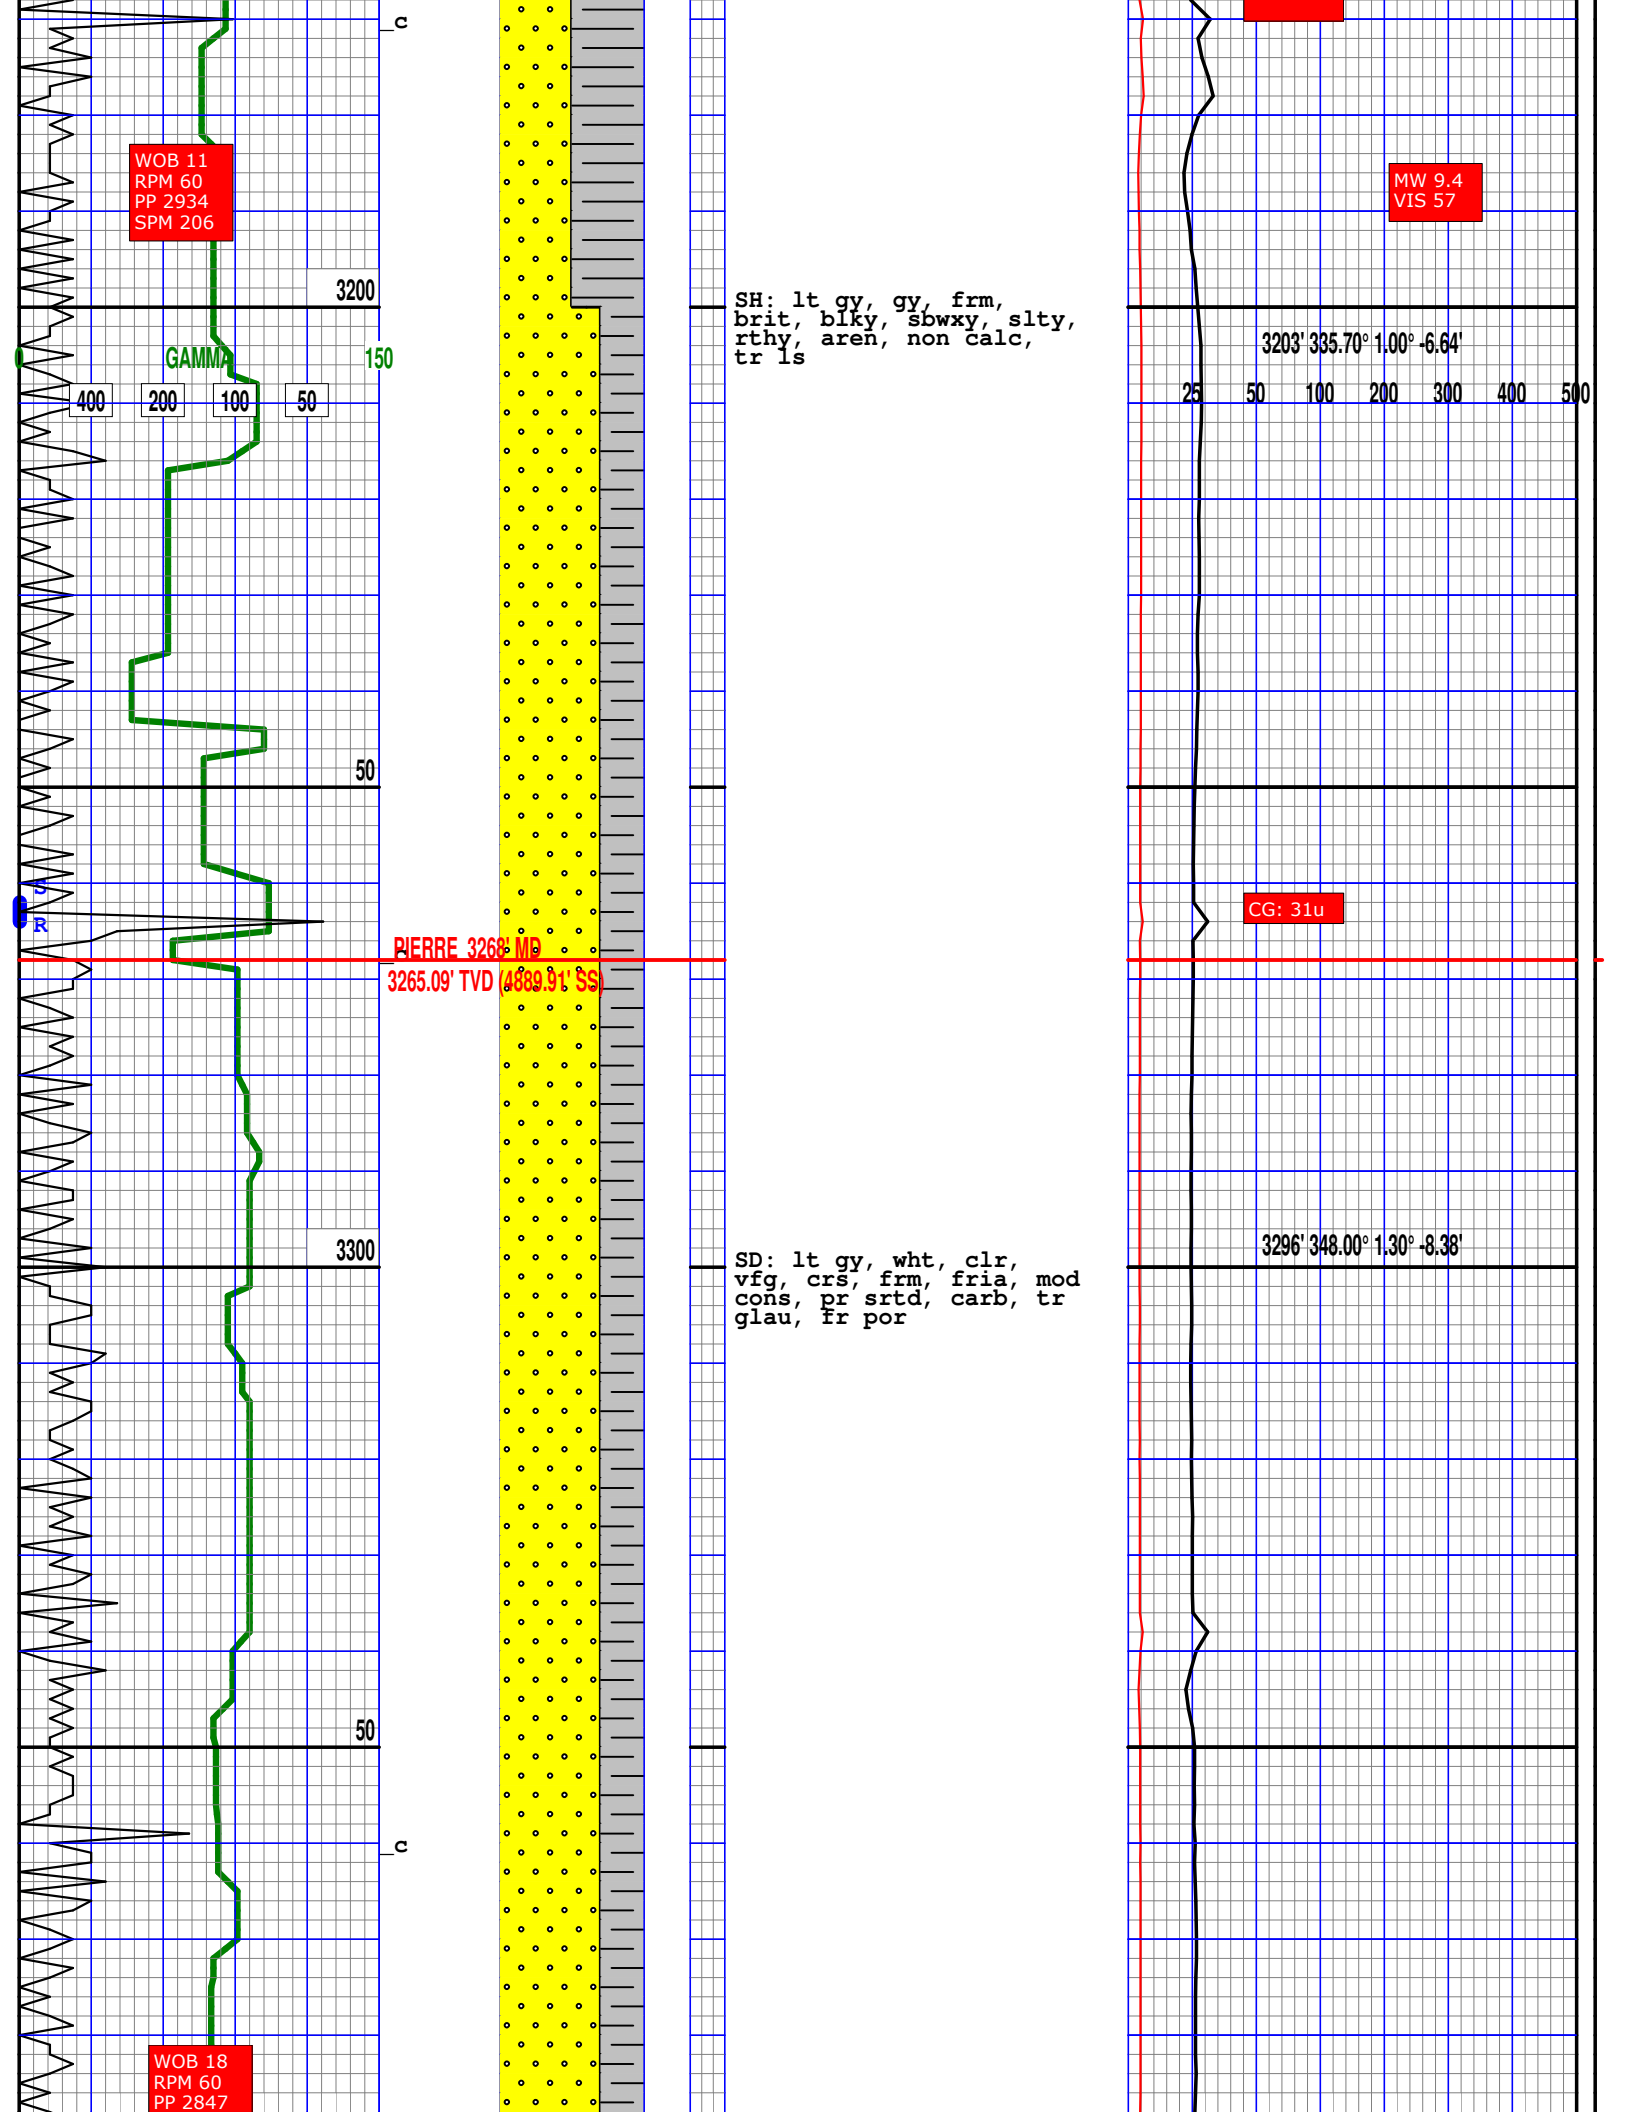 c
WOB 11
RPM 60
PP 2934
SPM 206
MW 9.4
VIS 57
3200
SH: lt gy, gy, frm,
brit, blky, sbwxy, slty,
rthy, aren, non calc,
tr ls
3203' 335.70° 1.00° -6.64'
0 GAMMA 150
400 200 100 50
25 50 100 200 300 400 500
50
S
R
CG: 31u
PIERRE 3268' MD
c
3265.09' TVD (4889.91' SS)
3300
SD: lt gy, wht, clr,
vfg, crs, frm, fria, mod
cons, pr srtd, carb, tr
glau, fr por
3296' 348.00° 1.30° -8.38'
50
c
WOB 18
RPM 60
PP 2847